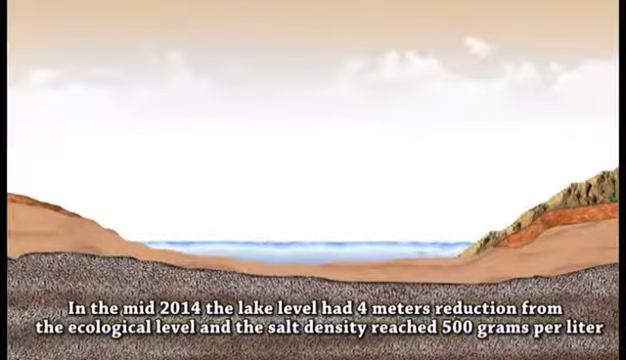 In the mid 2014 the lake level had 4 meters reduction from
the ecological level and the salt density reached 500 grams per liter